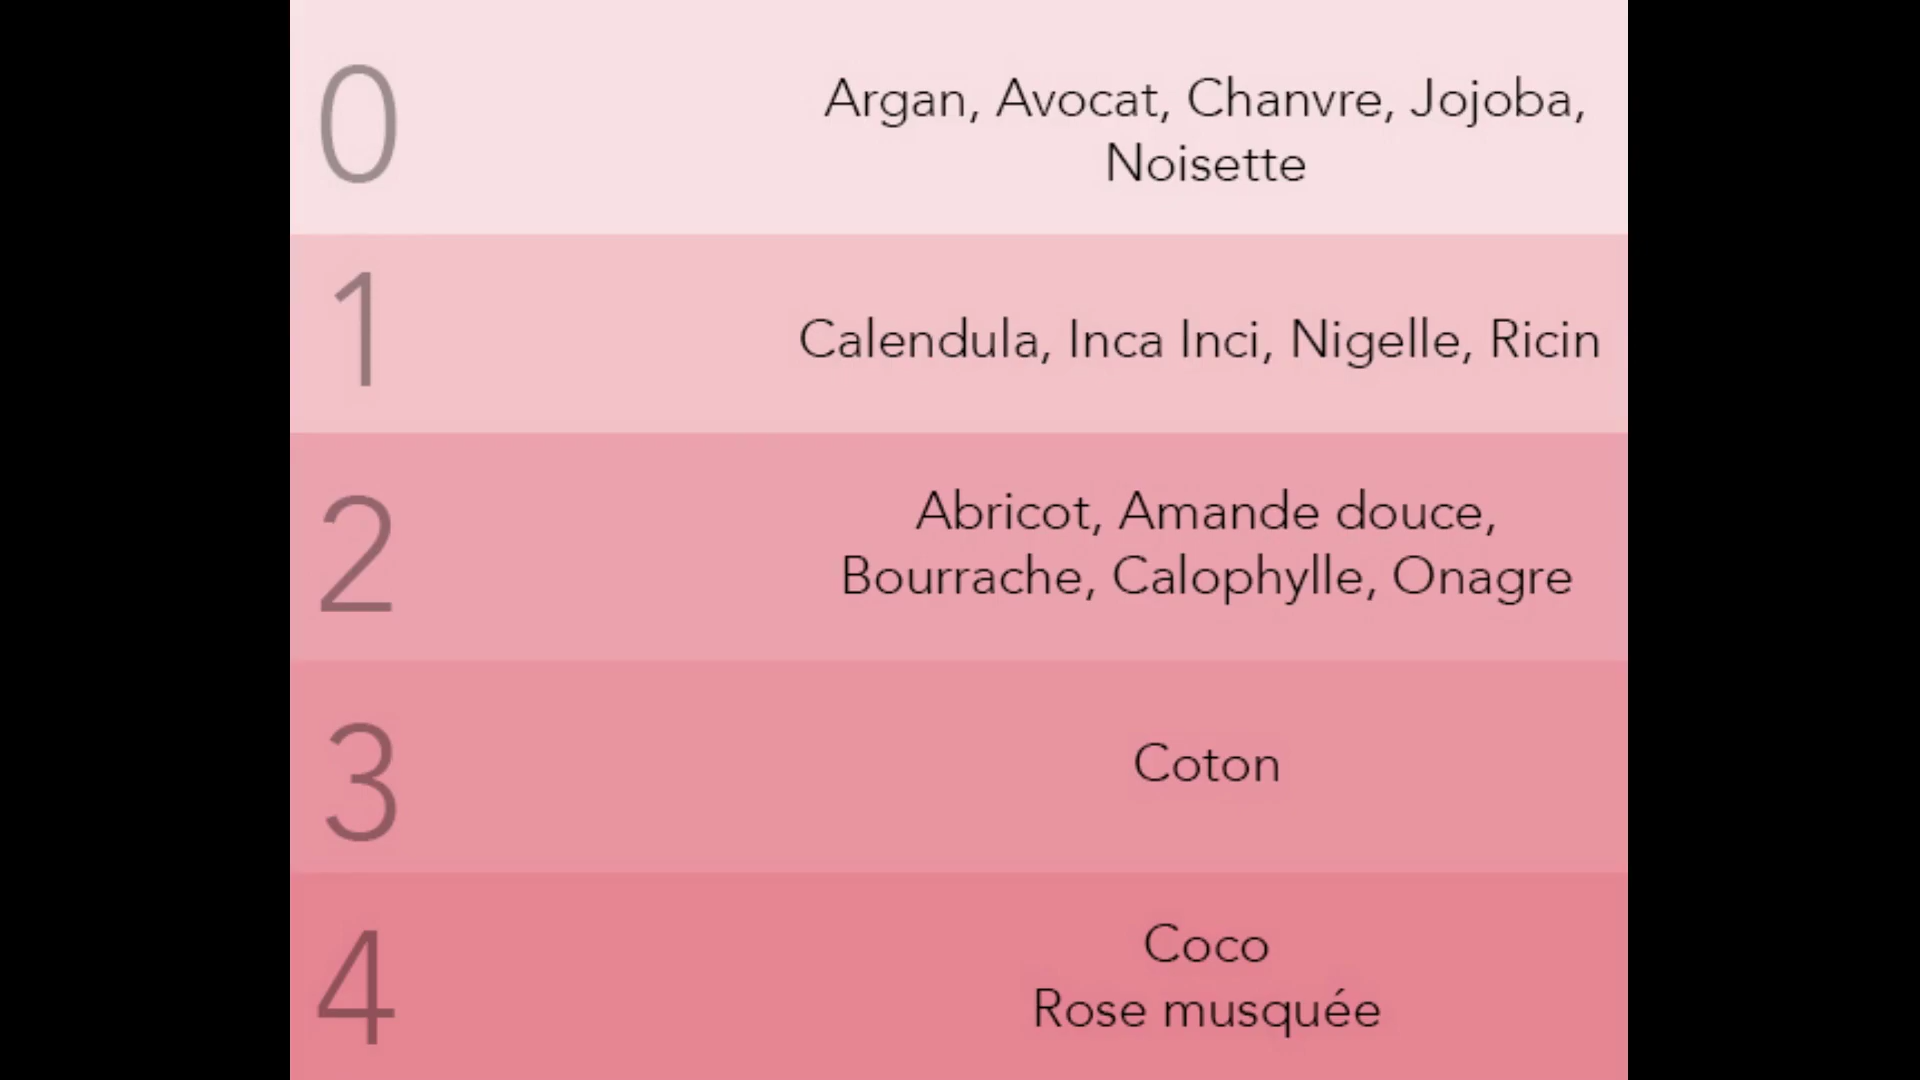 0
Argan, Avocat, Chanvre, Jojoba,
Noisette
1
Calendula, Inca Inci, Nigelle, Ricin
2
Abricot, Amande douce,
Bourrache, Calophylle, Onagre
3
Coton
4
Coco
Rose musquée